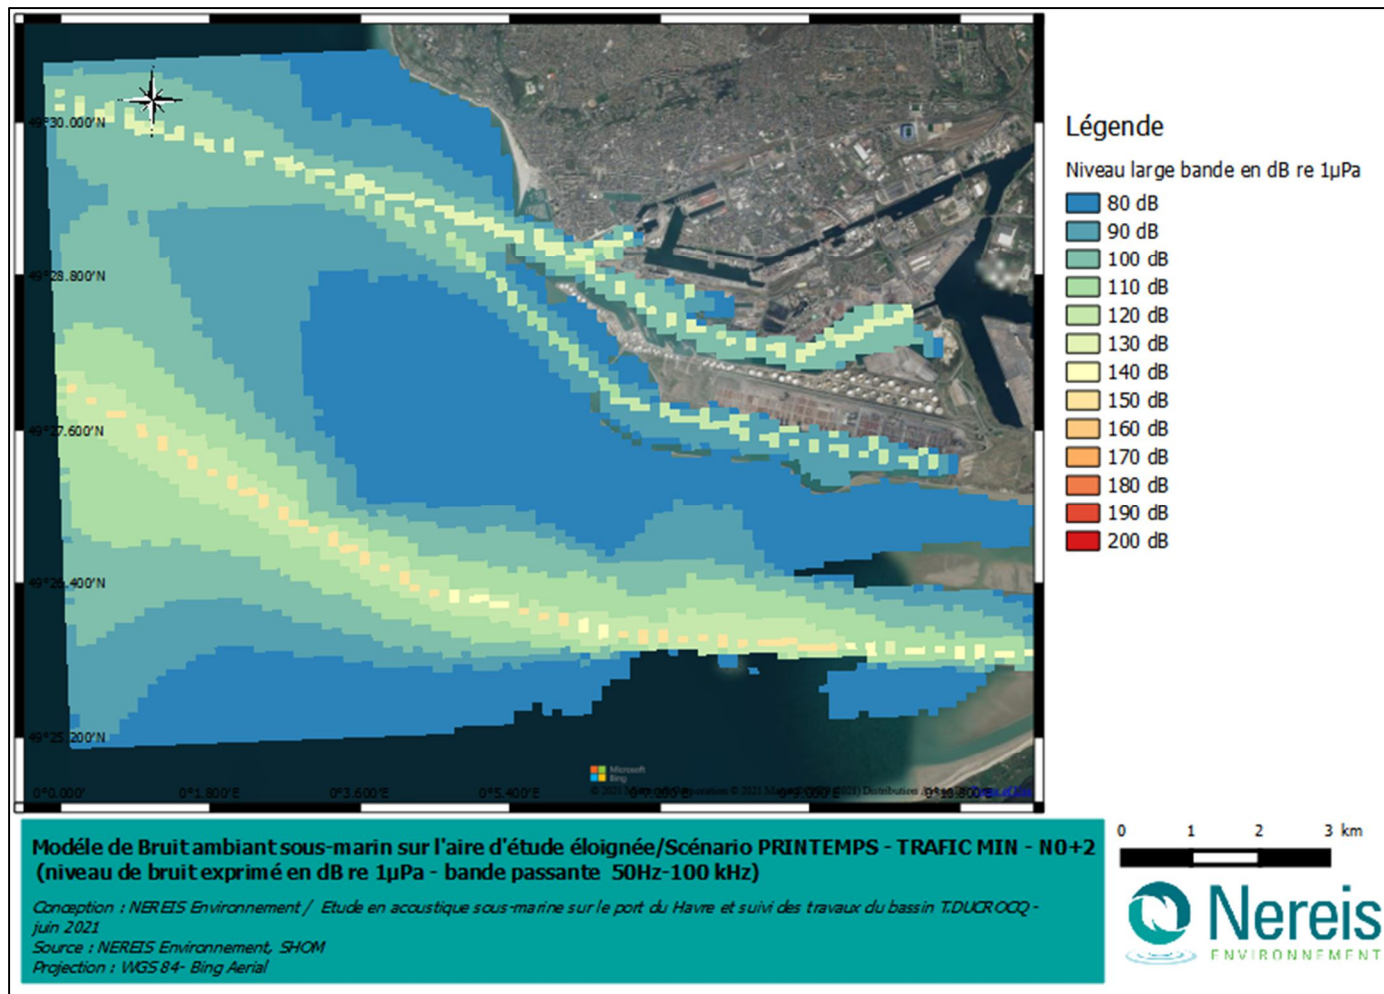 49°30.000'N
49°28.800'N
49°27.600'N
49°26.400'N
49°25.200'N
0°0.000'
0°1.800'E
0°3.600'E
0°5.400'E
Microsoft
Bing
Légende
Niveau large bande en dB re 1µPa
80 dB
90 dB
100 dB
110 dB
120 dB
130 dB
140 dB
150 dB
160 dB
170 dB
180 dB
190 dB
200 dB
Modéle de Bruit ambiant sous-marin sur l'aire d'étude éloignée/Scénario PRINTEMPS - TRAFIC MIN - N0+2
(niveau de bruit exprimé en dB re 1µPa - bande passante 50Hz-100 kHz)
Conception : NEREIS Environnement / Etude en acoustique sous-marine sur le port du Havre et suivi des travaux du bassin T.DUCROCQ -
juin 2021
Source : NEREIS Environnement, SHOM
Projection : WGS 84- Bing Aerial
0 1 2 3 km
Nereis
ENVIRONNEMENT